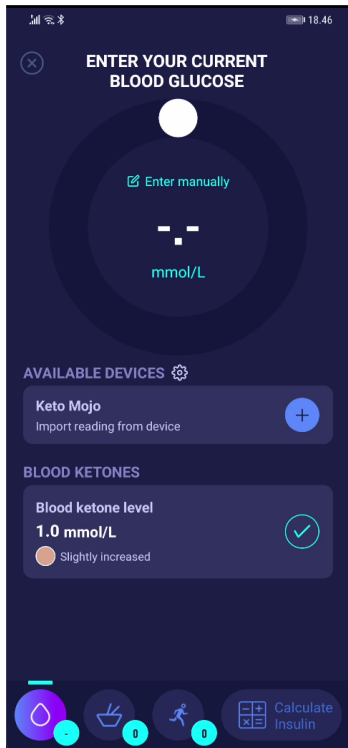 18.46
ENTER YOUR CURRENT
BLOOD GLUCOSE
Enter manually
-.-
mmol/L
AVAILABLE DEVICES
Keto Mojo
Import reading from device
BLOOD KETONES
Blood ketone level
1.0 mmol/L
Slightly increased
-
0
0
Calculate
Insulin